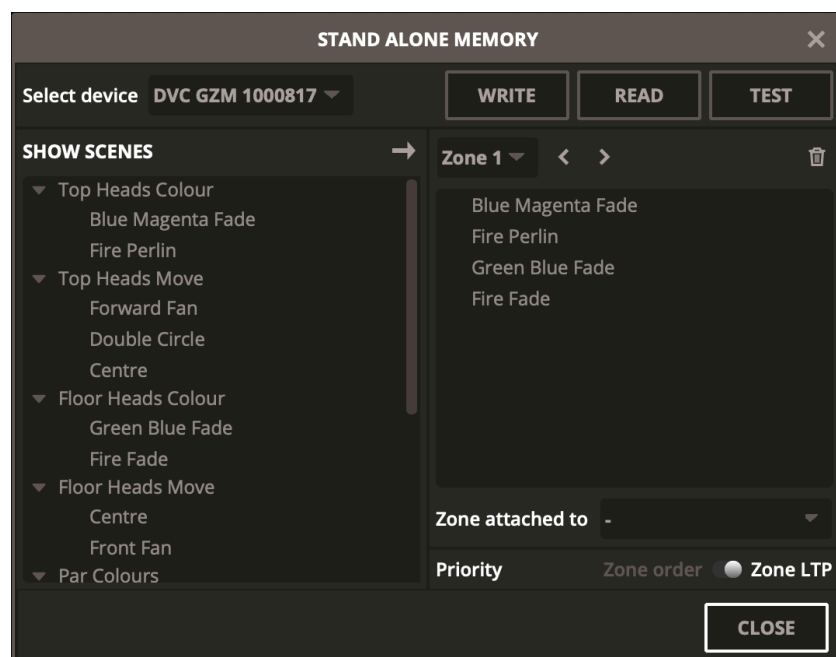 STAND ALONE MEMORY
Select device DVC GZM 1000817
WRITE READ TEST
SHOW SCENES
Top Heads Colour
Blue Magenta Fade
Fire Perlin
Top Heads Move
Forward Fan
Double Circle
Centre
Floor Heads Colour
Green Blue Fade
Fire Fade
Floor Heads Move
Centre
Front Fan
Par Colours
Zone 1
Blue Magenta Fade
Fire Perlin
Green Blue Fade
Fire Fade
Zone attached to -
Priority Zone order Zone LTP
CLOSE